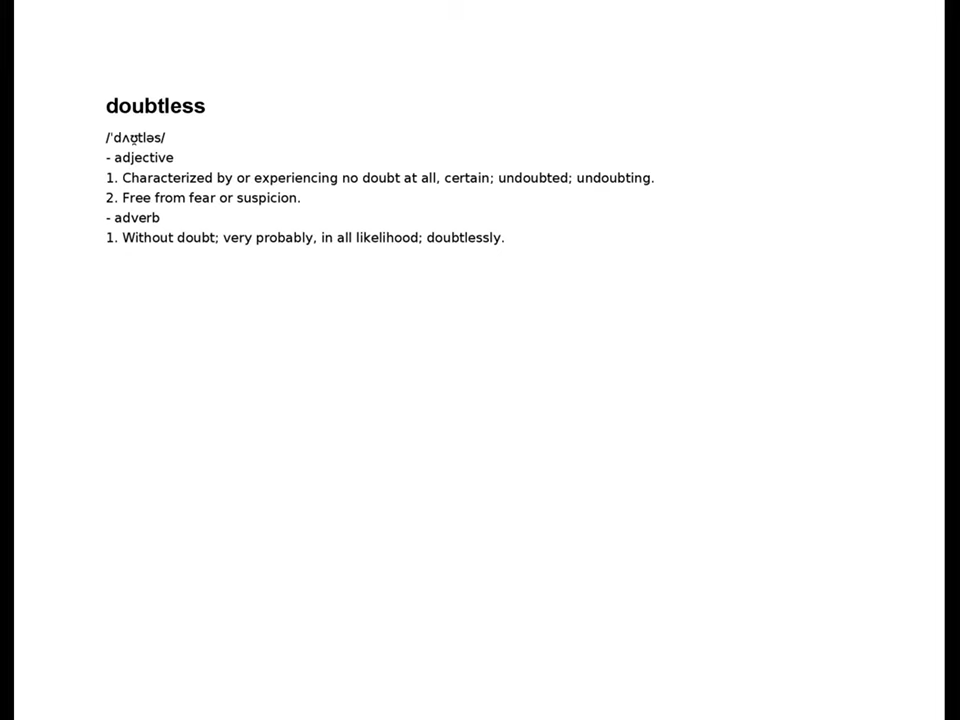 doubtless
/ˈdʌʊ̯tləs/
- adjective
1. Characterized by or experiencing no doubt at all, certain; undoubted; undoubting.
2. Free from fear or suspicion.
- adverb
1. Without doubt; very probably, in all likelihood; doubtlessly.